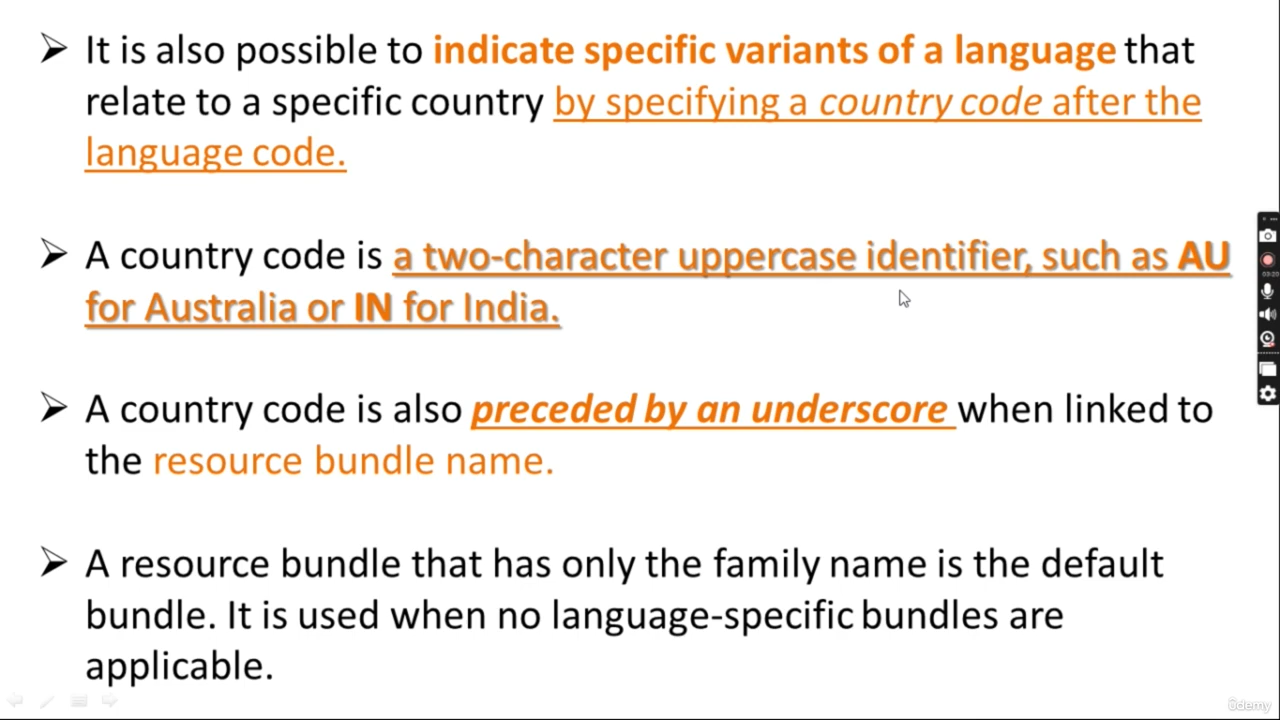 It is also possible to indicate specific variants of a language that
relate to a specific country by specifying a country code after the
language code.
A country code is a two-character uppercase identifier, such as AU
for Australia or IN for India.
A country code is also preceded by an underscore when linked to
the resource bundle name.
A resource bundle that has only the family name is the default
bundle. It is used when no language-specific bundles are
applicable.
ûdemy